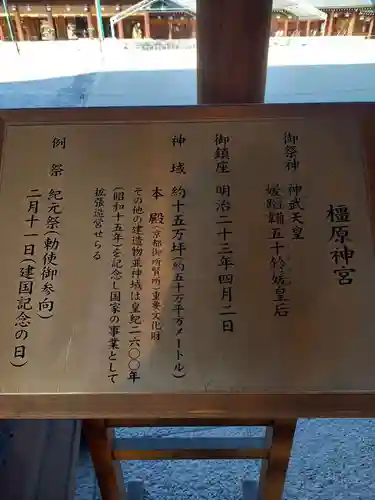 橿原神宮
御祭神 神武天皇
媛蹈韛五十鈴媛皇后
御鎮座 明治二十三年四月二日
神域 約十五万坪(約五十万平方メートル)
本殿(京都御所賢所)重要文化財
その他の建造物並神域は皇紀二六〇〇年
(昭和十五年)を記念し国家の事業として
拡張造営せらる
例祭 紀元祭(勅使御参向)
二月十一日(建国記念の日)